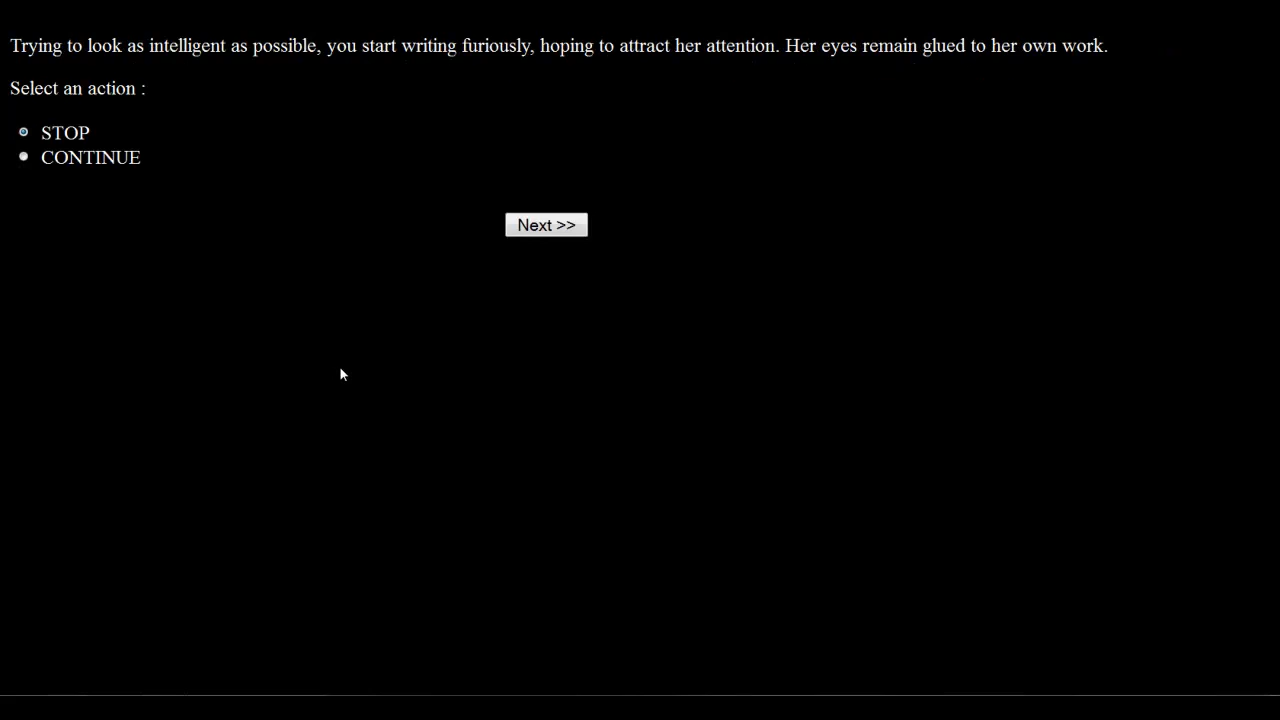 Trying to look as intelligent as possible, you start writing furiously, hoping to attract her attention. Her eyes remain glued to her own work.
Select an action :
STOP
CONTINUE
Next >>